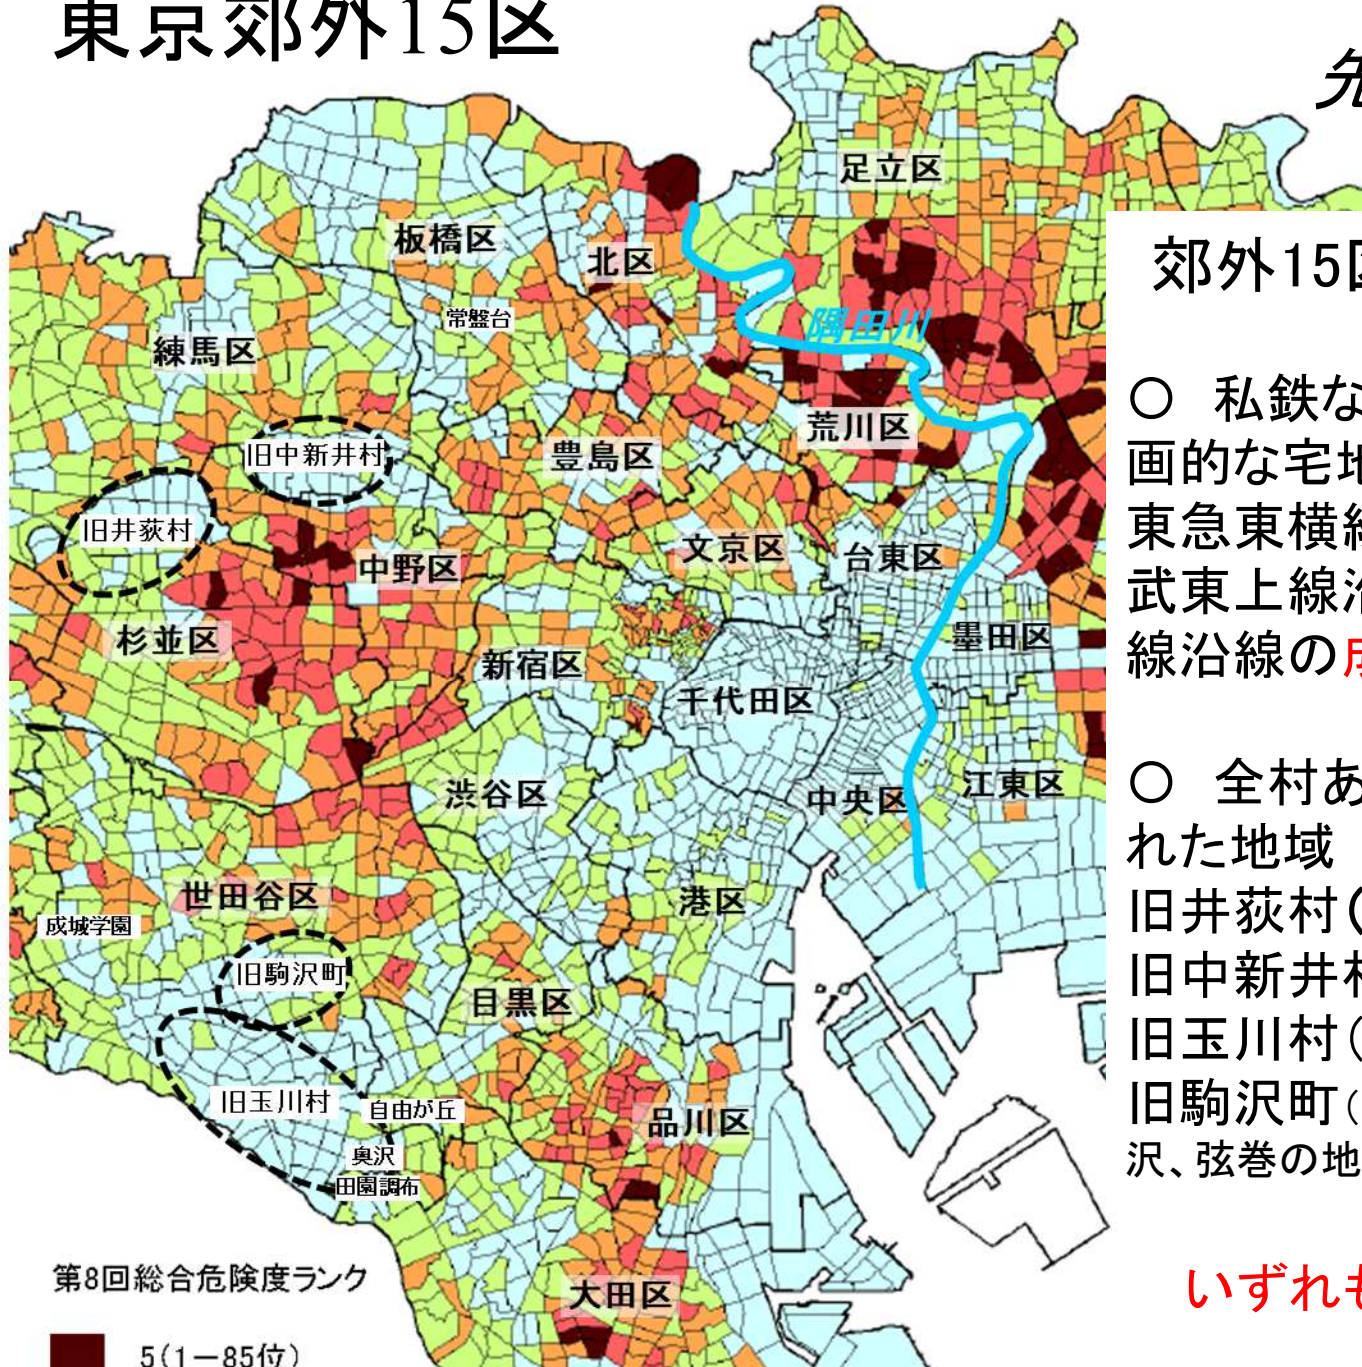 東京郊外15区
先
足立区
板橋区
北区
郊外15区
常盤台
隅田川
練馬区
私鉄な
荒川区
旧中新井村
豊島区
画的な宅地
旧井荻村
東急東横線
文京区
台東区
中野区
武東上線沿
杉並区
墨田区
新宿区
線沿線の成
千代田区
○ 全村あ
渋谷区
中央区
江東区
れた地域
世田谷区
港区
成城学園
旧井荻村(
旧駒沢町
旧中新井村
目黒区
旧玉川村(
旧玉川村
自由が丘
旧駒沢町(
品川区
奥沢
沢、弦巻の地
田園調布
第8回総合危険度ランク
いずれも
大田区
5(1-85位)